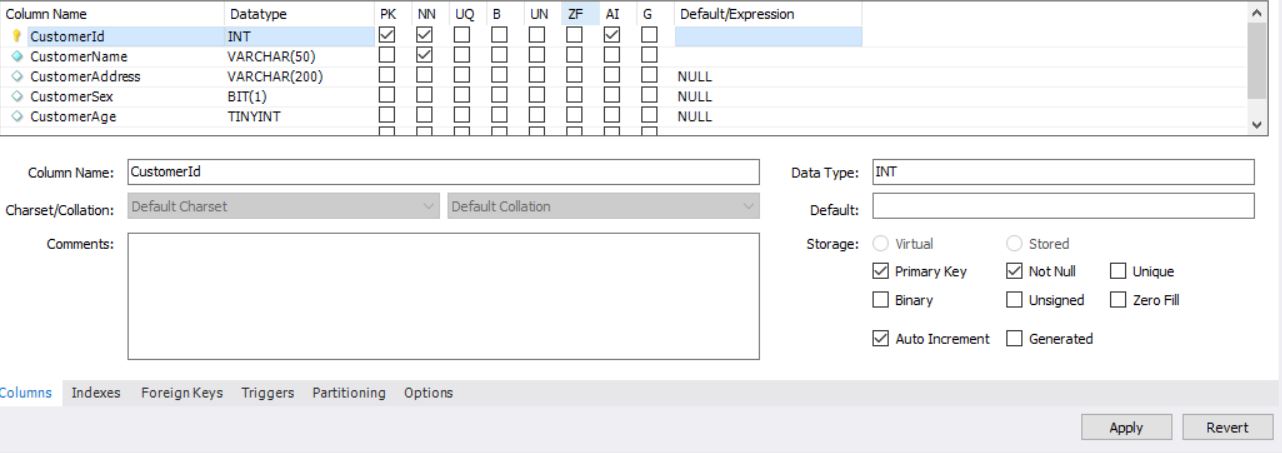 Column Name Datatype PK NN UQ B UN ZF AI G Default/Expression
CustomerId INT
CustomerName VARCHAR(50)
CustomerAddress VARCHAR(200) NULL
CustomerSex BIT(1) NULL
CustomerAge TINYINT NULL
Column Name: CustomerId Data Type: INT
Charset/Collation: Default Charset Default Collation Default:
Comments: Storage: Virtual Stored
Primary Key Not Null Unique
Binary Unsigned Zero Fill
Auto Increment Generated
Columns Indexes Foreign Keys Triggers Partitioning Options
Apply Revert